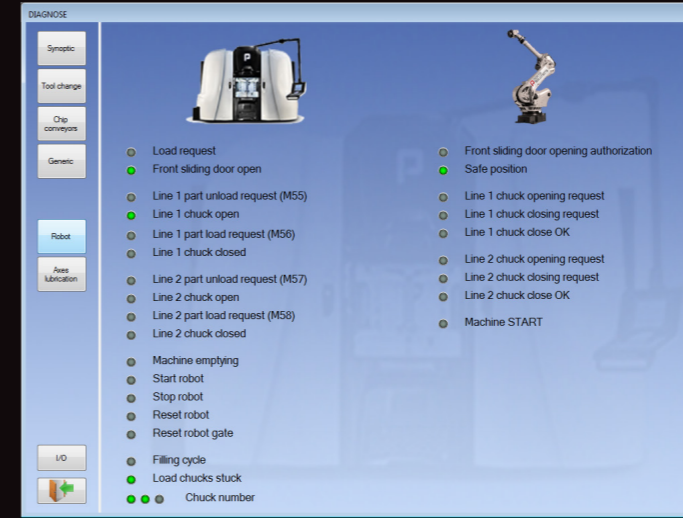 DIAGNOSE
Synoptic
Tool change
Chip
conveyors
Generic
Robot
Axes
lubrication
I/O
P
Load request
Front sliding door open
Line 1 part unload request (M55)
Line 1 chuck open
Line 1 part load request (M56)
Line 1 chuck closed
Line 2 part unload request (M57)
Line 2 chuck open
Line 2 part load request (M58)
Line 2 chuck closed
Machine emptying
Start robot
Stop robot
Reset robot
Reset robot gate
Filling cycle
Load chucks stuck
Chuck number
Front sliding door opening authorization
Safe position
Line 1 chuck opening request
Line 1 chuck closing request
Line 1 chuck close OK
Line 2 chuck opening request
Line 2 chuck closing request
Line 2 chuck close OK
Machine START